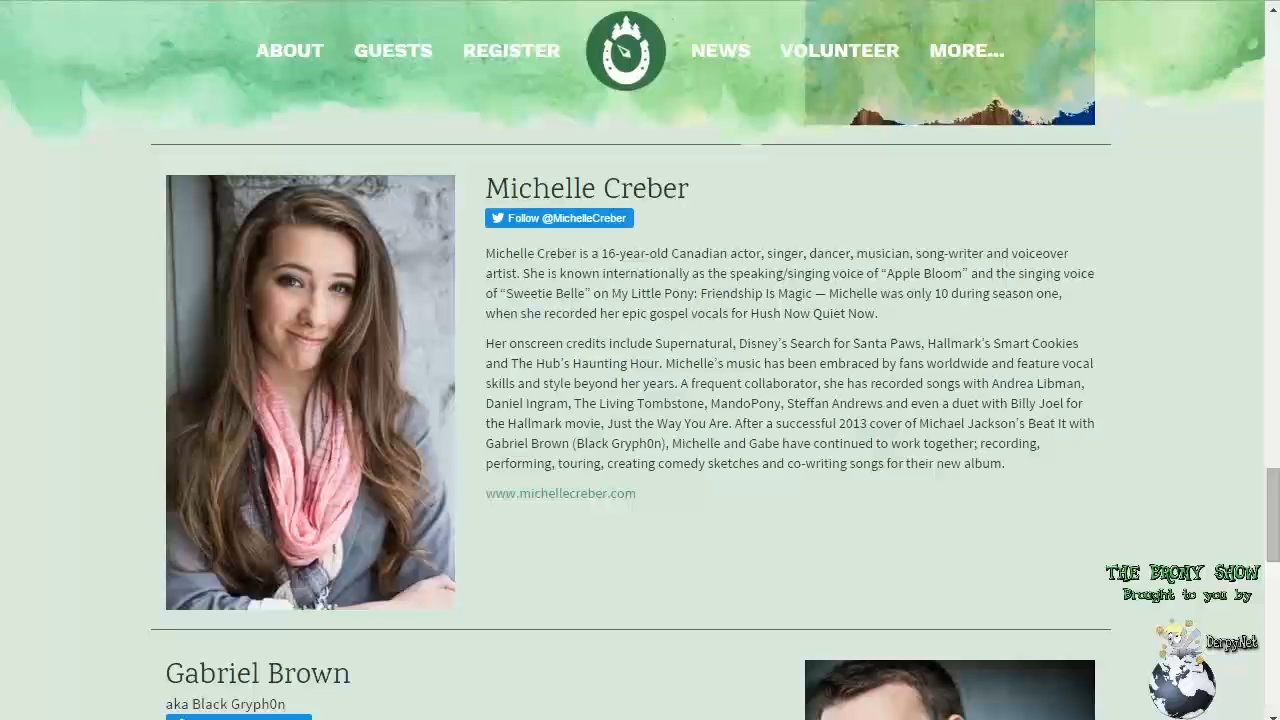 ABOUT GUESTS REGISTER NEWS VOLUNTEER MORE...
Michelle Creber
Follow @MichelleCreber
Michelle Creber is a 16-year-old Canadian actor, singer, dancer, musician, song-writer and voiceover
artist. She is known internationally as the speaking/singing voice of “Apple Bloom” and the singing voice
of “Sweetie Belle” on My Little Pony: Friendship Is Magic — Michelle was only 10 during season one,
when she recorded her epic gospel vocals for Hush Now Quiet Now.
Her onscreen credits include Supernatural, Disney’s Search for Santa Paws, Hallmark’s Smart Cookies
and The Hub’s Haunting Hour. Michelle’s music has been embraced by fans worldwide and feature vocal
skills and style beyond her years. A frequent collaborator, she has recorded songs with Andrea Libman,
Daniel Ingram, The Living Tombstone, MandoPony, Steffan Andrews and even a duet with Billy Joel for
the Hallmark movie, Just the Way You Are. After a successful 2013 cover of Michael Jackson’s Beat It with
Gabriel Brown (Black Gryph0n), Michelle and Gabe have continued to work together; recording,
performing, touring, creating comedy sketches and co-writing songs for their new album.
www.michellecreber.com
THE BRONY SHOW
Brought to you by
DerpyNet
Gabriel Brown
aka Black Gryph0n